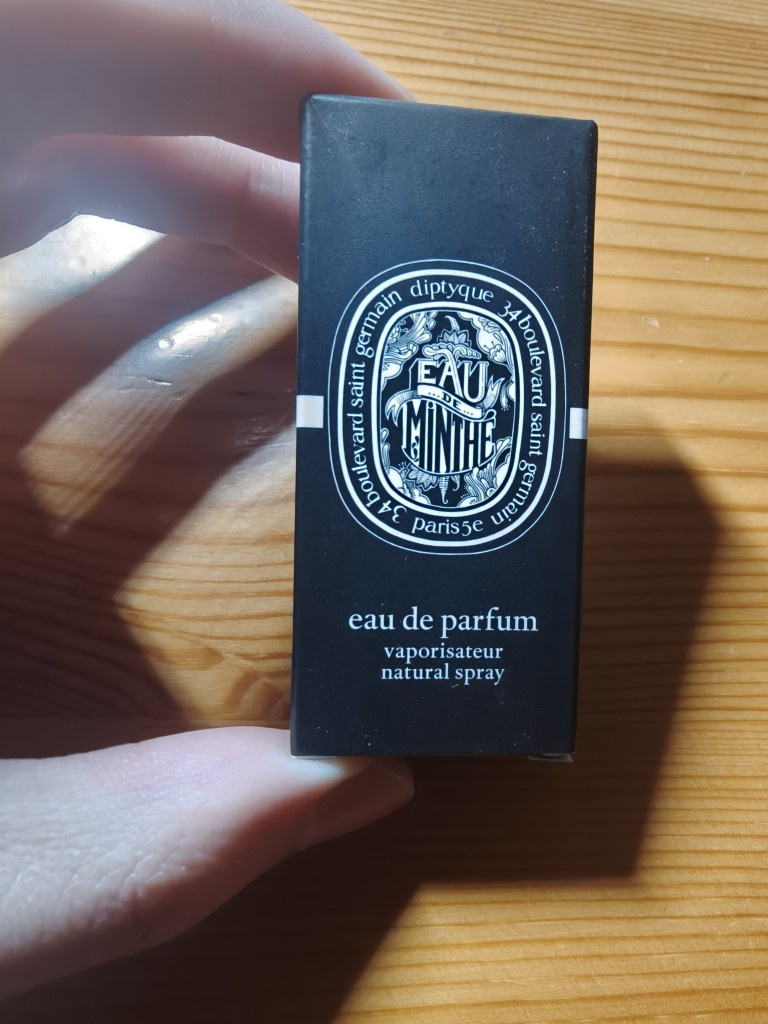 diptyque 34 boulevard saint germain paris 5e 34 boulevard saint germain
EAU
DE
MINTHÉ
eau de parfum
vaporisateur
natural spray